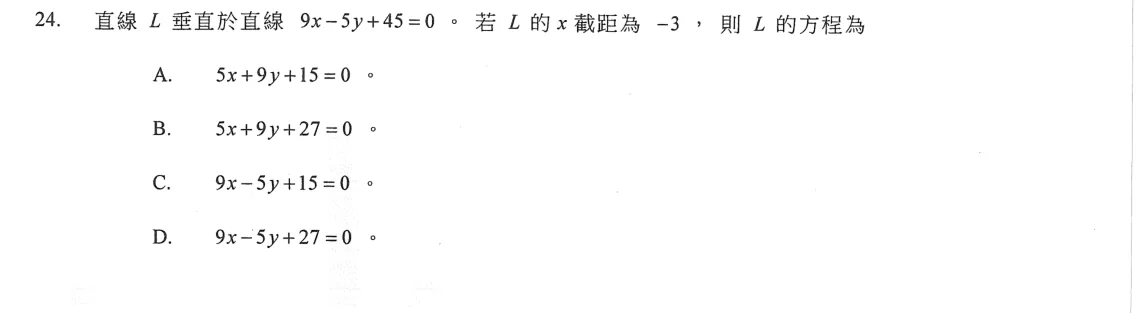 24. 直線 L 垂直於直線 9x−5y+45=0 。 若 L 的 x 截距為 −3 ， 則 L 的方程為
A. 5x+9y+15=0 。
B. 5x+9y+27=0 。
C. 9x−5y+15=0 。
D. 9x−5y+27=0 。